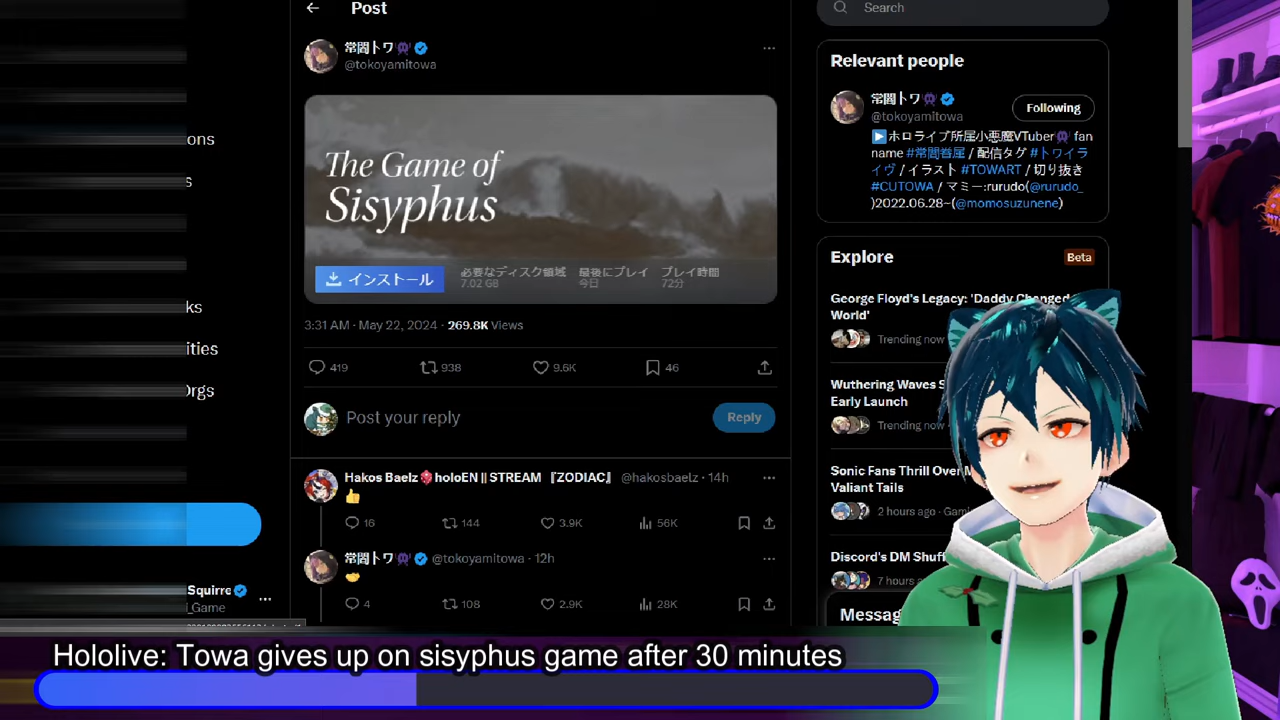 Post
Search
常闇トワ👾
@tokoyamitowa
The Game of
Sisyphus
インストール
必要なディスク領域
7.02 GB
最後にプレイ
今日
プレイ時間
72分
3:31 AM · May 22, 2024 · 269.8K Views
419
938
9.6K
46
Post your reply
Reply
Hakos Baelz🎲holoEN || STREAM 『ZODIAC』 @hakosbaelz · 14h
👍
16
144
3.9K
56K
常闇トワ👾 @tokoyamitowa · 12h
🤝
4
108
2.9K
28K
ons
s
ks
ities
Orgs
Squirre
_Game
Relevant people
常闇トワ👾
Following
@tokoyamitowa
▶️ホロライブ所属小悪魔VTuber👾 fan
name #常闇眷属 / 配信タグ #トワイラ
イヴ / イラスト #TOWART / 切り抜き
#CUTOWA / マミー:rurudo(@rurudo_
)2022.06.28~(@momosuzunene)
Explore
Beta
George Floyd's Legacy: 'Daddy Changed
World'
Trending now
Wuthering Waves S
Early Launch
Trending now
Sonic Fans Thrill Over M
Valiant Tails
2 hours ago · Gami
Discord's DM Shuff
7 hours a
Messag
Hololive: Towa gives up on sisyphus game after 30 minutes